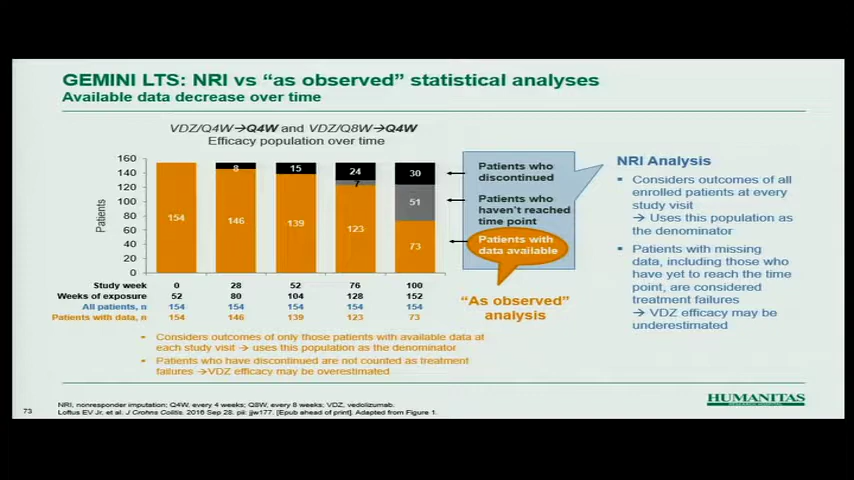 GEMINI LTS: NRI vs “as observed” statistical analyses
Available data decrease over time
VDZ/Q4W→Q4W and VDZ/Q8W→Q4W
Efficacy population over time
Patients
160
140
120
100
80
60
40
20
0
154
8
146
15
139
24
7
123
30
51
73
Patients who
discontinued
Patients who
haven't reached
time point
Patients with
data available
“As observed”
analysis
Study week 0 28 52 76 100
Weeks of exposure 52 80 104 128 152
All patients, n 154 154 154 154 154
Patients with data, n 154 146 139 123 73
▪ Considers outcomes of only those patients with available data at
each study visit → uses this population as the denominator
▪ Patients who have discontinued are not counted as treatment
failures →VDZ efficacy may be overestimated
NRI Analysis
▪ Considers outcomes of all
enrolled patients at every
study visit
→ Uses this population as
the denominator
▪ Patients with missing
data, including those who
have yet to reach the time
point, are considered
treatment failures
→ VDZ efficacy may be
underestimated
73
NRI, nonresponder imputation; Q4W, every 4 weeks; Q8W, every 8 weeks; VDZ, vedolizumab.
Loftus EV Jr, et al. J Crohns Colitis. 2016 Sep 28. pii: jjw177. [Epub ahead of print]. Adapted from Figure 1.
HUMANITAS
RESEARCH HOSPITAL